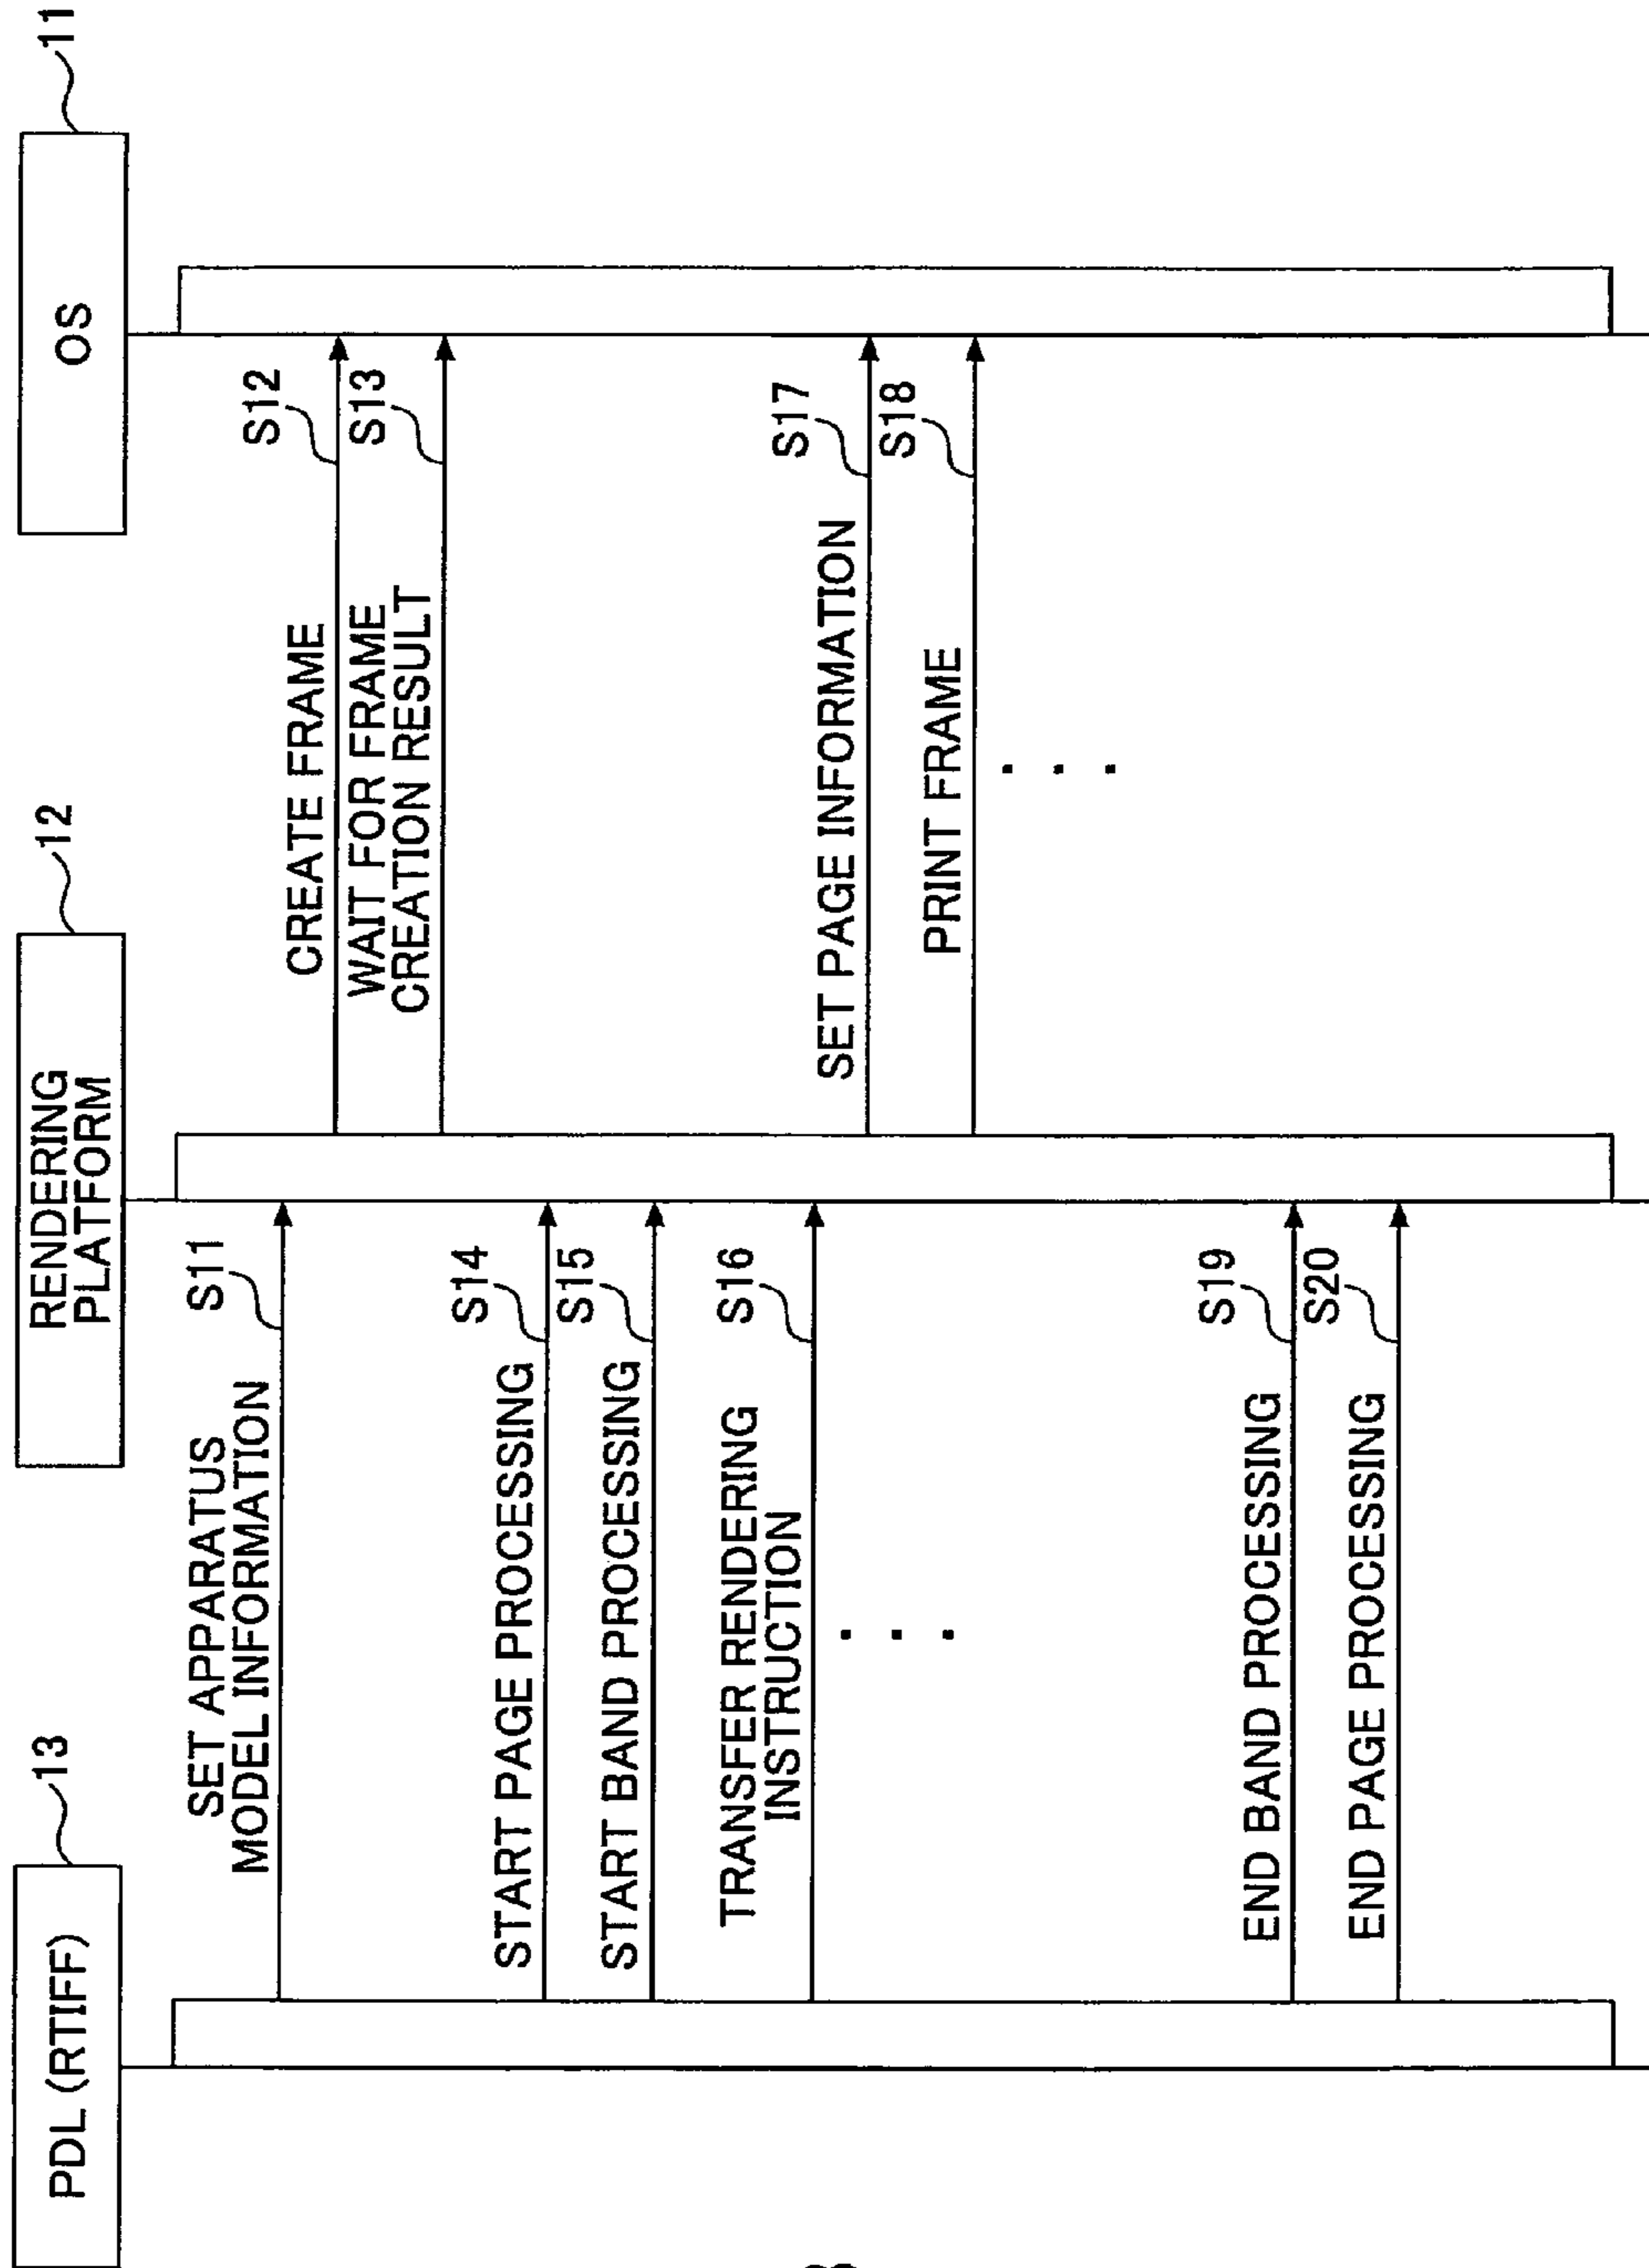 PDL (RTIFF)
13
RENDERING
PLATFORM
12
OS
11
SET APPARATUS
MODEL INFORMATION
S11
CREATE FRAME
S12
WAIT FOR FRAME
CREATION RESULT
S13
START PAGE PROCESSING
S14
START BAND PROCESSING
S15
TRANSFER RENDERING
INSTRUCTION
S16
. . .
SET PAGE INFORMATION
S17
PRINT FRAME
S18
. . .
END BAND PROCESSING
S19
END PAGE PROCESSING
S20